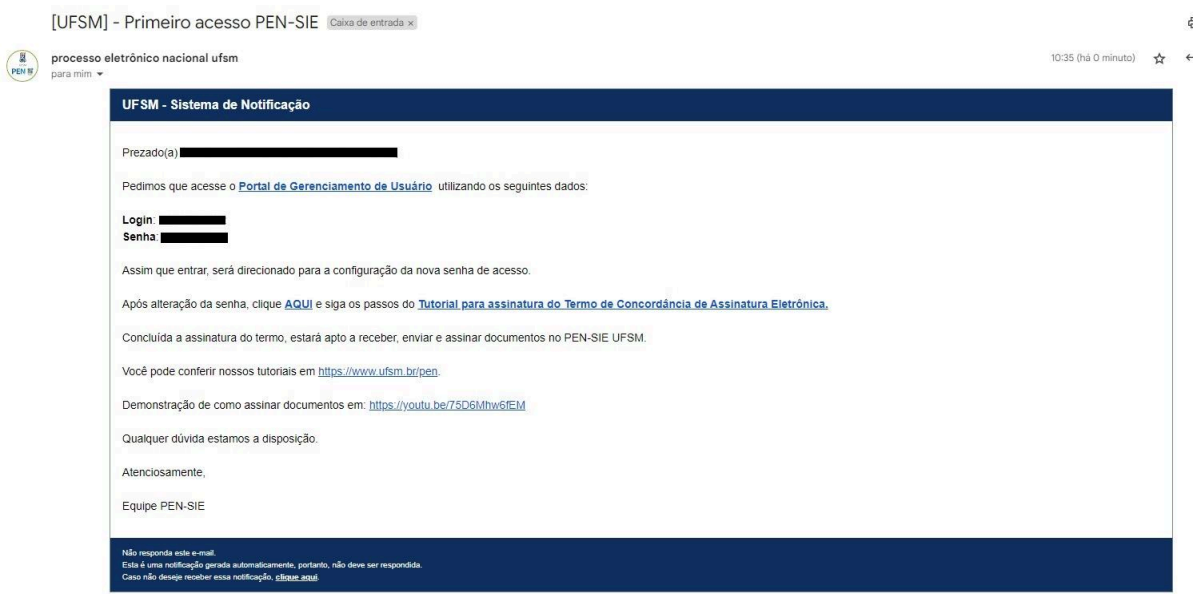 [UFSM] - Primeiro acesso PEN-SIE Caixa de entrada x
processo eletrônico nacional ufsm 10:35 (há 0 minuto)
PEN
para mim
UFSM - Sistema de Notificação
Prezado(a)
Pedimos que acesse o Portal de Gerenciamento de Usuário utilizando os seguintes dados:
Login:
Senha:
Assim que entrar, será direcionado para a configuração da nova senha de acesso.
Após alteração da senha, clique AQUI e siga os passos do Tutorial para assinatura do Termo de Concordância de Assinatura Eletrônica.
Concluída a assinatura do termo, estará apto a receber, enviar e assinar documentos no PEN-SIE UFSM.
Você pode conferir nossos tutoriais em https://www.ufsm.br/pen.
Demonstração de como assinar documentos em: https://youtu.be/75D6Mhw6fEM
Qualquer dúvida estamos a disposição.
Atenciosamente,
Equipe PEN-SIE
Não responda este e-mail.
Esta é uma notificação gerada automaticamente, portanto, não deve ser respondida.
Caso não deseje receber essa notificação, clique aqui.